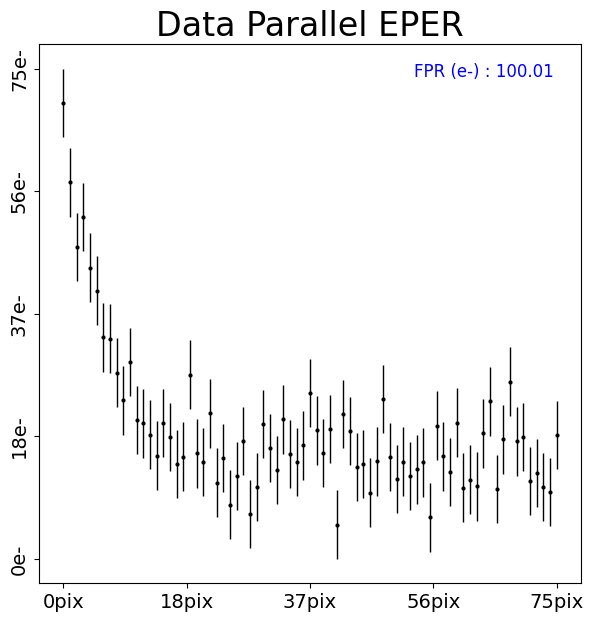 Data Parallel EPER
FPR (e-) : 100.01
75e-
56e-
37e-
18e-
0e-
0pix 18pix 37pix 56pix 75pix